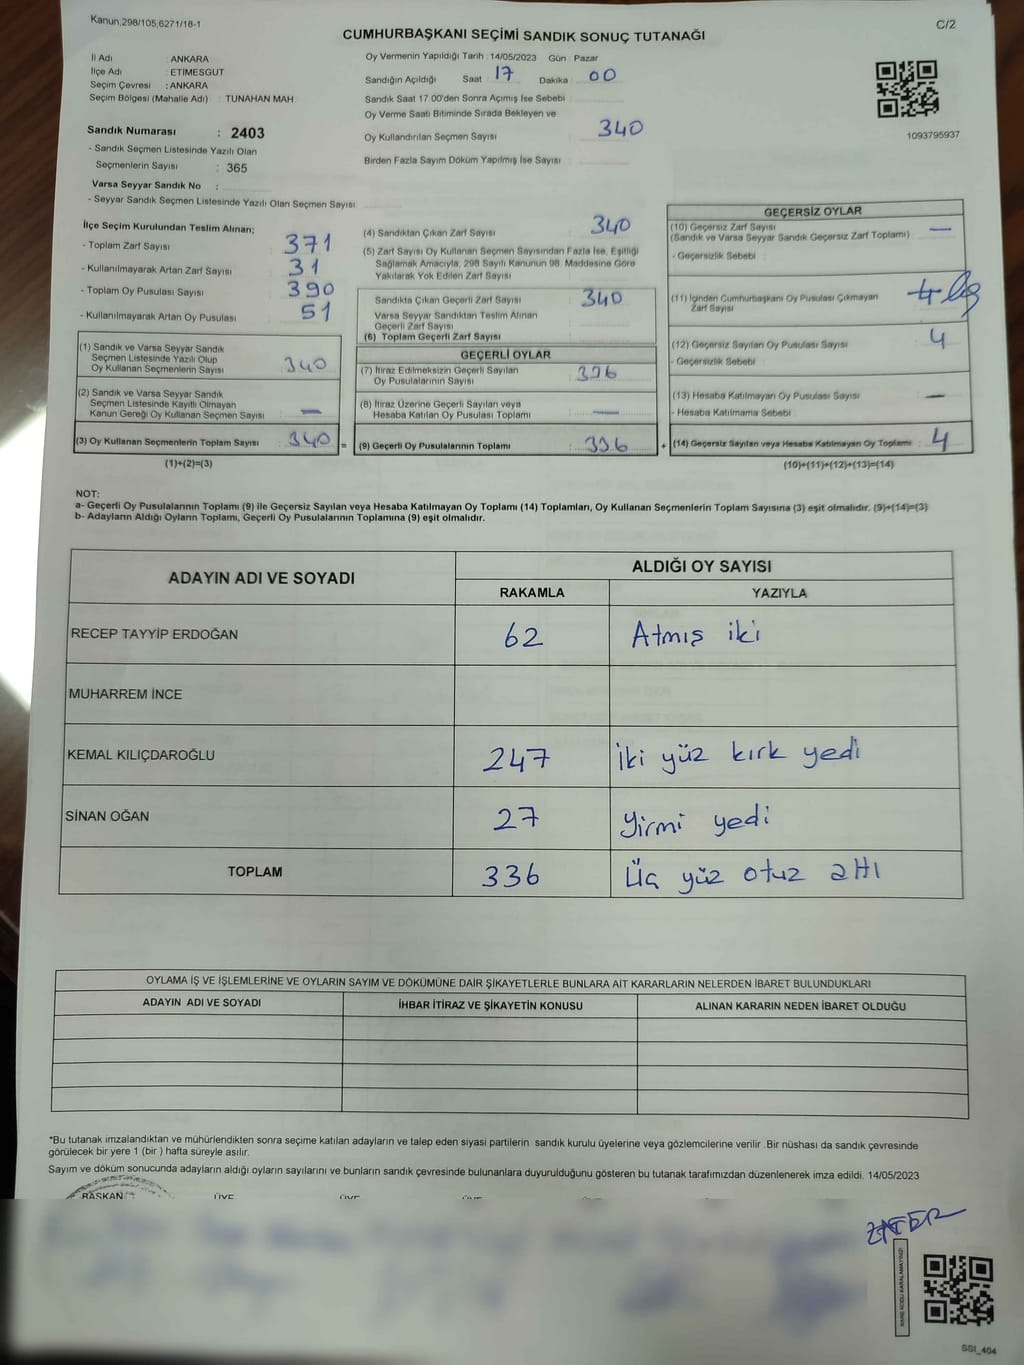 Kanun,298/105,6271/18-1
C/2
CUMHURBAŞKANI SEÇİMİ SANDIK SONUÇ TUTANAĞI
İl Adı : ANKARA
İlçe Adı : ETIMESGUT
Seçim Çevresi : ANKARA
Seçim Bölgesi (Mahalle Adı) : TUNAHAN MAH
Oy Vermenin Yapıldığı Tarih : 14/05/2023 Gün : Pazar
Sandığın Açıldığı Saat : 17 Dakika : 00
Sandık Saat 17:00'den Sonra Açımış İse Sebebi :
Oy Verme Saati Bitiminde Sırada Bekleyen ve
Oy Kullandırılan Seçmen Sayısı : 340
Birden Fazla Sayım Döküm Yapılmış İse Sayısı :
1093795937
Sandık Numarası : 2403
- Sandık Seçmen Listesinde Yazılı Olan
Seçmenlerin Sayısı : 365
Varsa Seyyar Sandık No :
- Seyyar Sandık Seçmen Listesinde Yazılı Olan Seçmen Sayısı
İlçe Seçim Kurulundan Teslim Alınan;
- Toplam Zarf Sayısı : 371
- Kullanılmayarak Artan Zarf Sayısı : 31
- Toplam Oy Pusulası Sayısı : 390
- Kullanılmayarak Artan Oy Pusulası : 51
(1) Sandık ve Varsa Seyyar Sandık
Seçmen Listesinde Yazılı Olup
Oy Kullanan Seçmenlerin Sayısı : 340
(2) Sandık ve Varsa Seyyar Sandık
Seçmen Listesinde Kayıtlı Olmayan
Kanun Gereği Oy Kullanan Seçmen Sayısı : —
(3) Oy Kullanan Seçmenlerin Toplam Sayısı : 340 =
(1)+(2)=(3)
(4) Sandıktan Çıkan Zarf Sayısı : 340
(5) Zarf Sayısı Oy Kullanan Seçmen Sayısından Fazla İse, Eşitliği
Sağlamak Amacıyla, 298 Sayılı Kanunun 98. Maddesine Göre
Yakılarak Yok Edilen Zarf Sayısı :
Sandıkta Çıkan Geçerli Zarf Sayısı : 340
Varsa Seyyar Sandıktan Teslim Alınan
Geçerli Zarf Sayısı :
(6) Toplam Geçerli Zarf Sayısı :
GEÇERLİ OYLAR
(7) İtiraz Edilmeksizin Geçerli Sayılan
Oy Pusulalarının Sayısı : 336
(8) İtiraz Üzerine Geçerli Sayılan veya
Hesaba Katılan Oy Pusulası Toplamı : —
(9) Geçerli Oy Pusulalarının Toplamı : 336 +
GEÇERSİZ OYLAR
(10) Geçersiz Zarf Sayısı : —
(Sandık ve Varsa Seyyar Sandık Geçersiz Zarf Toplamı)
- Geçersizlik Sebebi :
(11) İçinden Cumhurbaşkanı Oy Pusulası Çıkmayan
Zarf Sayısı :
(12) Geçersiz Sayılan Oy Pusulası Sayısı : 4
- Geçersizlik Sebebi :
(13) Hesaba Katılmayan Oy Pusulası Sayısı : —
- Hesaba Katılmama Sebebi :
(14) Geçersiz Sayılan veya Hesaba Katılmayan Oy Toplamı : 4
(10)+(11)+(12)+(13)=(14)
NOT:
a- Geçerli Oy Pusulalarının Toplamı (9) ile Geçersiz Sayılan veya Hesaba Katılmayan Oy Toplamı (14) Toplamları, Oy Kullanan Seçmenlerin Toplam Sayısına (3) eşit olmalıdır. (9)+(14)=(3)
b- Adayların Aldığı Oyların Toplamı, Geçerli Oy Pusulalarının Toplamına (9) eşit olmalıdır.
ADAYIN ADI VE SOYADI
ALDIĞI OY SAYISI
RAKAMLA YAZIYLA
RECEP TAYYİP ERDOĞAN 62 Atmış iki
MUHARREM İNCE
KEMAL KILIÇDAROĞLU 247 iki yüz kırk yedi
SİNAN OĞAN 27 yirmi yedi
TOPLAM 336 Üç yüz otuz altı
OYLAMA İŞ VE İŞLEMLERİNE VE OYLARIN SAYIM VE DÖKÜMÜNE DAİR ŞİKAYETLERLE BUNLARA AİT KARARLARIN NELERDEN İBARET BULUNDUKLARI
ADAYIN ADI VE SOYADI İHBAR İTİRAZ VE ŞİKAYETİN KONUSU ALINAN KARARIN NEDEN İBARET OLDUĞU
*Bu tutanak imzalandıktan ve mühürlendikten sonra seçime katılan adayların ve talep eden siyasi partilerin sandık kurulu üyelerine veya gözlemcilerine verilir .Bir nüshası da sandık çevresinde
görülecek bir yere 1 (bir ) hafta süreyle asılır.
Sayım ve döküm sonucunda adayların aldığı oyların sayılarını ve bunların sandık çevresinde bulunanlara duyurulduğunu gösteren bu tutanak tarafımızdan düzenlenerek imza edildi. 14/05/2023
BAŞKAN ÜYE ÜYE ÜYE
KARE KODU KARALAMAYINIZ!
SSI_404